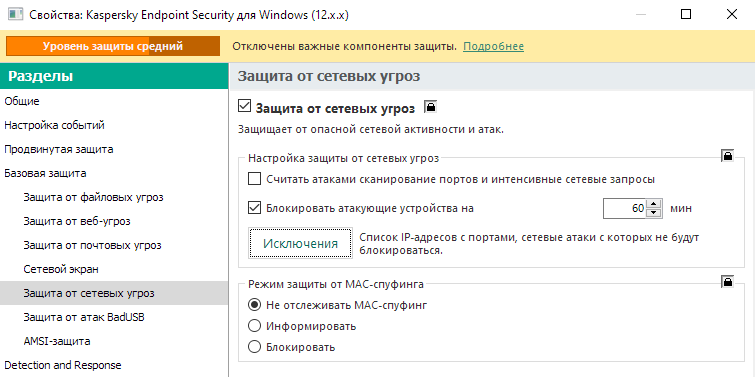 Свойства: Kaspersky Endpoint Security для Windows (12.x.x)
Уровень защиты средний
Отключены важные компоненты защиты. Подробнее
Разделы
Общие
Настройка событий
Продвинутая защита
Базовая защита
Защита от файловых угроз
Защита от веб-угроз
Защита от почтовых угроз
Сетевой экран
Защита от сетевых угроз
Защита от атак BadUSB
AMSI-защита
Detection and Response
Защита от сетевых угроз
Защита от сетевых угроз
Защищает от опасной сетевой активности и атак.
Настройка защиты от сетевых угроз
Считать атаками сканирование портов и интенсивные сетевые запросы
Блокировать атакующие устройства на 60 мин
Исключения
Список IP-адресов с портами, сетевые атаки с которых не будут
блокироваться.
Режим защиты от MAC-спуфинга
Не отслеживать MAC-спуфинг
Информировать
Блокировать